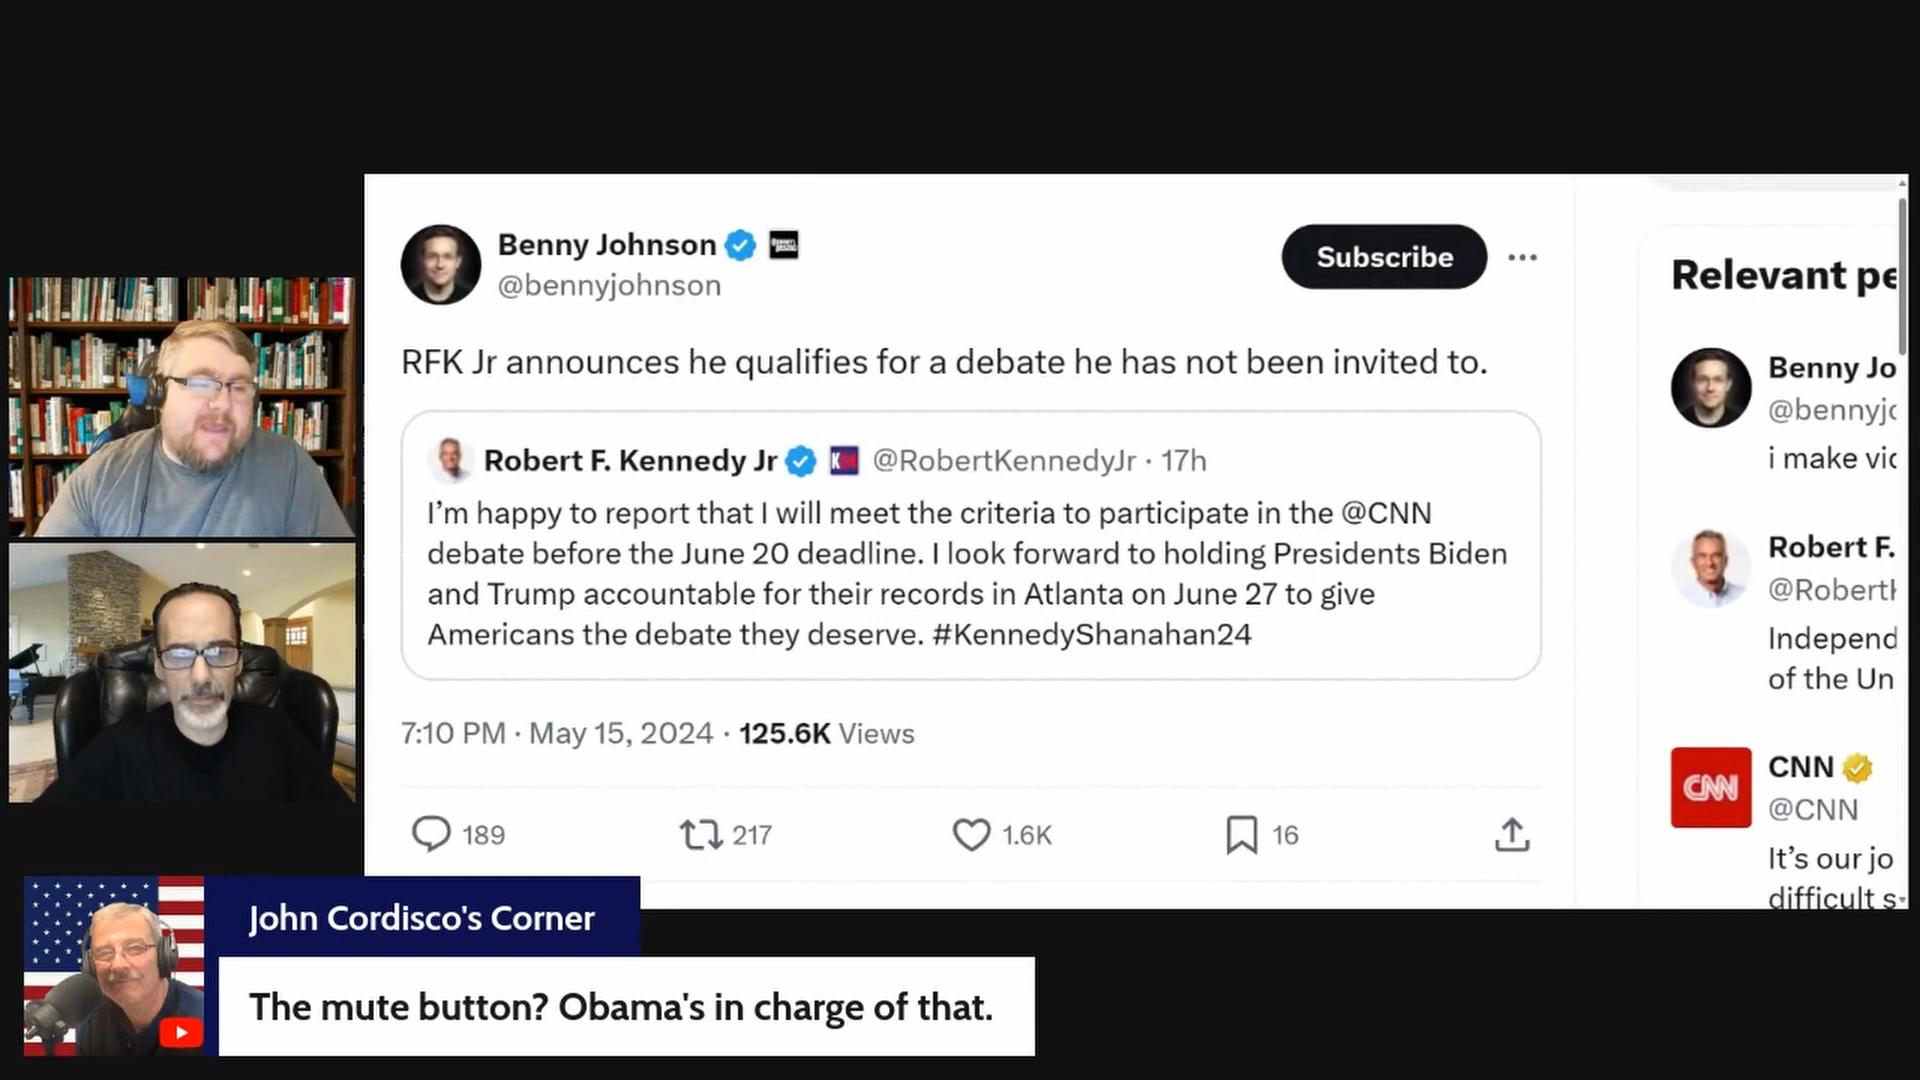 Benny Johnson
@bennyjohnson
Subscribe
RFK Jr announces he qualifies for a debate he has not been invited to.
Robert F. Kennedy Jr @RobertKennedyJr · 17h
I'm happy to report that I will meet the criteria to participate in the @CNN
debate before the June 20 deadline. I look forward to holding Presidents Biden
and Trump accountable for their records in Atlanta on June 27 to give
Americans the debate they deserve. #KennedyShanahan24
7:10 PM · May 15, 2024 · 125.6K Views
189 217 1.6K 16
Relevant pe
Benny Jo
@bennyjo
i make vid
Robert F.
@RobertK
Independ
of the Un
CNN
CNN
@CNN
It's our jo
difficult s
John Cordisco's Corner
The mute button? Obama's in charge of that.